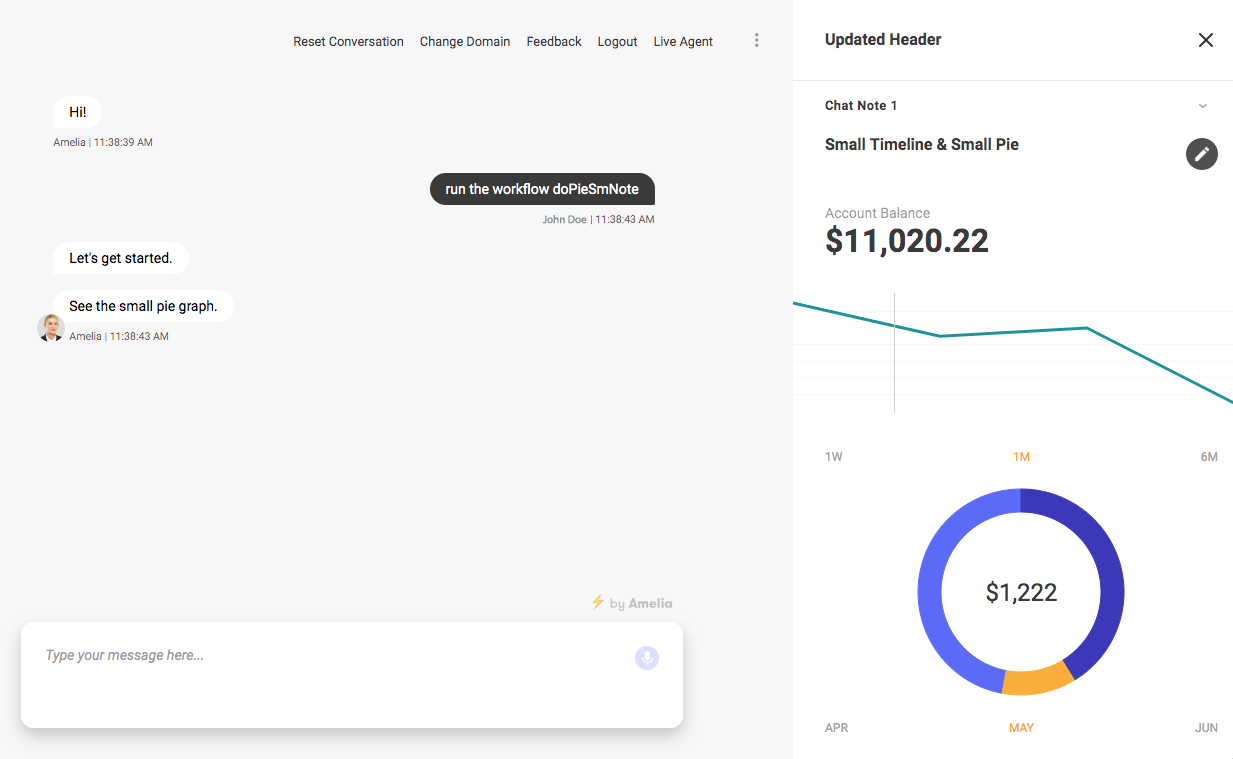 Reset Conversation Change Domain Feedback Logout Live Agent
Hi!
Amelia | 11:38:39 AM
run the workflow doPieSmNote
John Doe | 11:38:43 AM
Let's get started.
See the small pie graph.
Amelia | 11:38:43 AM
by Amelia
Type your message here...
Updated Header
Chat Note 1
Small Timeline & Small Pie
Account Balance
$11,020.22
1W 1M 6M
$1,222
APR MAY JUN